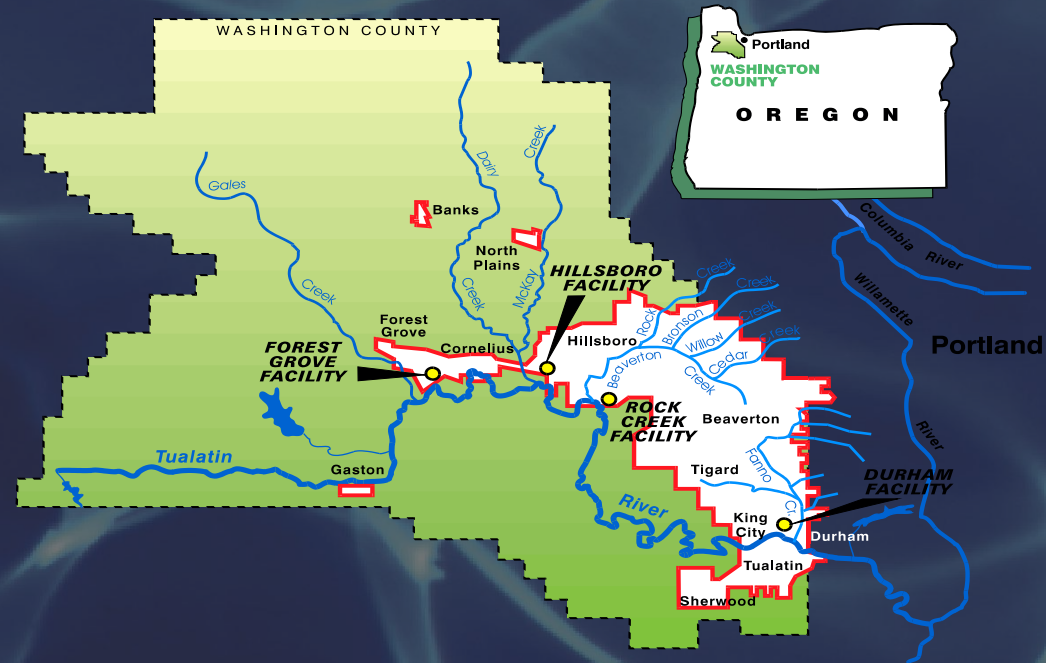 WASHINGTON COUNTY
Portland
WASHINGTON
COUNTY
OREGON
Gales
Creek
Dairy
Creek
Creek
McKay
Banks
North
Plains
HILLSBORO
FACILITY
Columbia
River
Willamette
River
Portland
Forest
Grove
Cornelius
FOREST
GROVE
FACILITY
Hillsboro
Rock
Creek
Bronson
Creek
Willow
Creek
Cedar
Creek
Beaverton
Creek
ROCK
CREEK
FACILITY
Beaverton
Tualatin
Gaston
River
Tigard
Fanno
Cr.
DURHAM
FACILITY
King
City
Durham
Tualatin
Sherwood